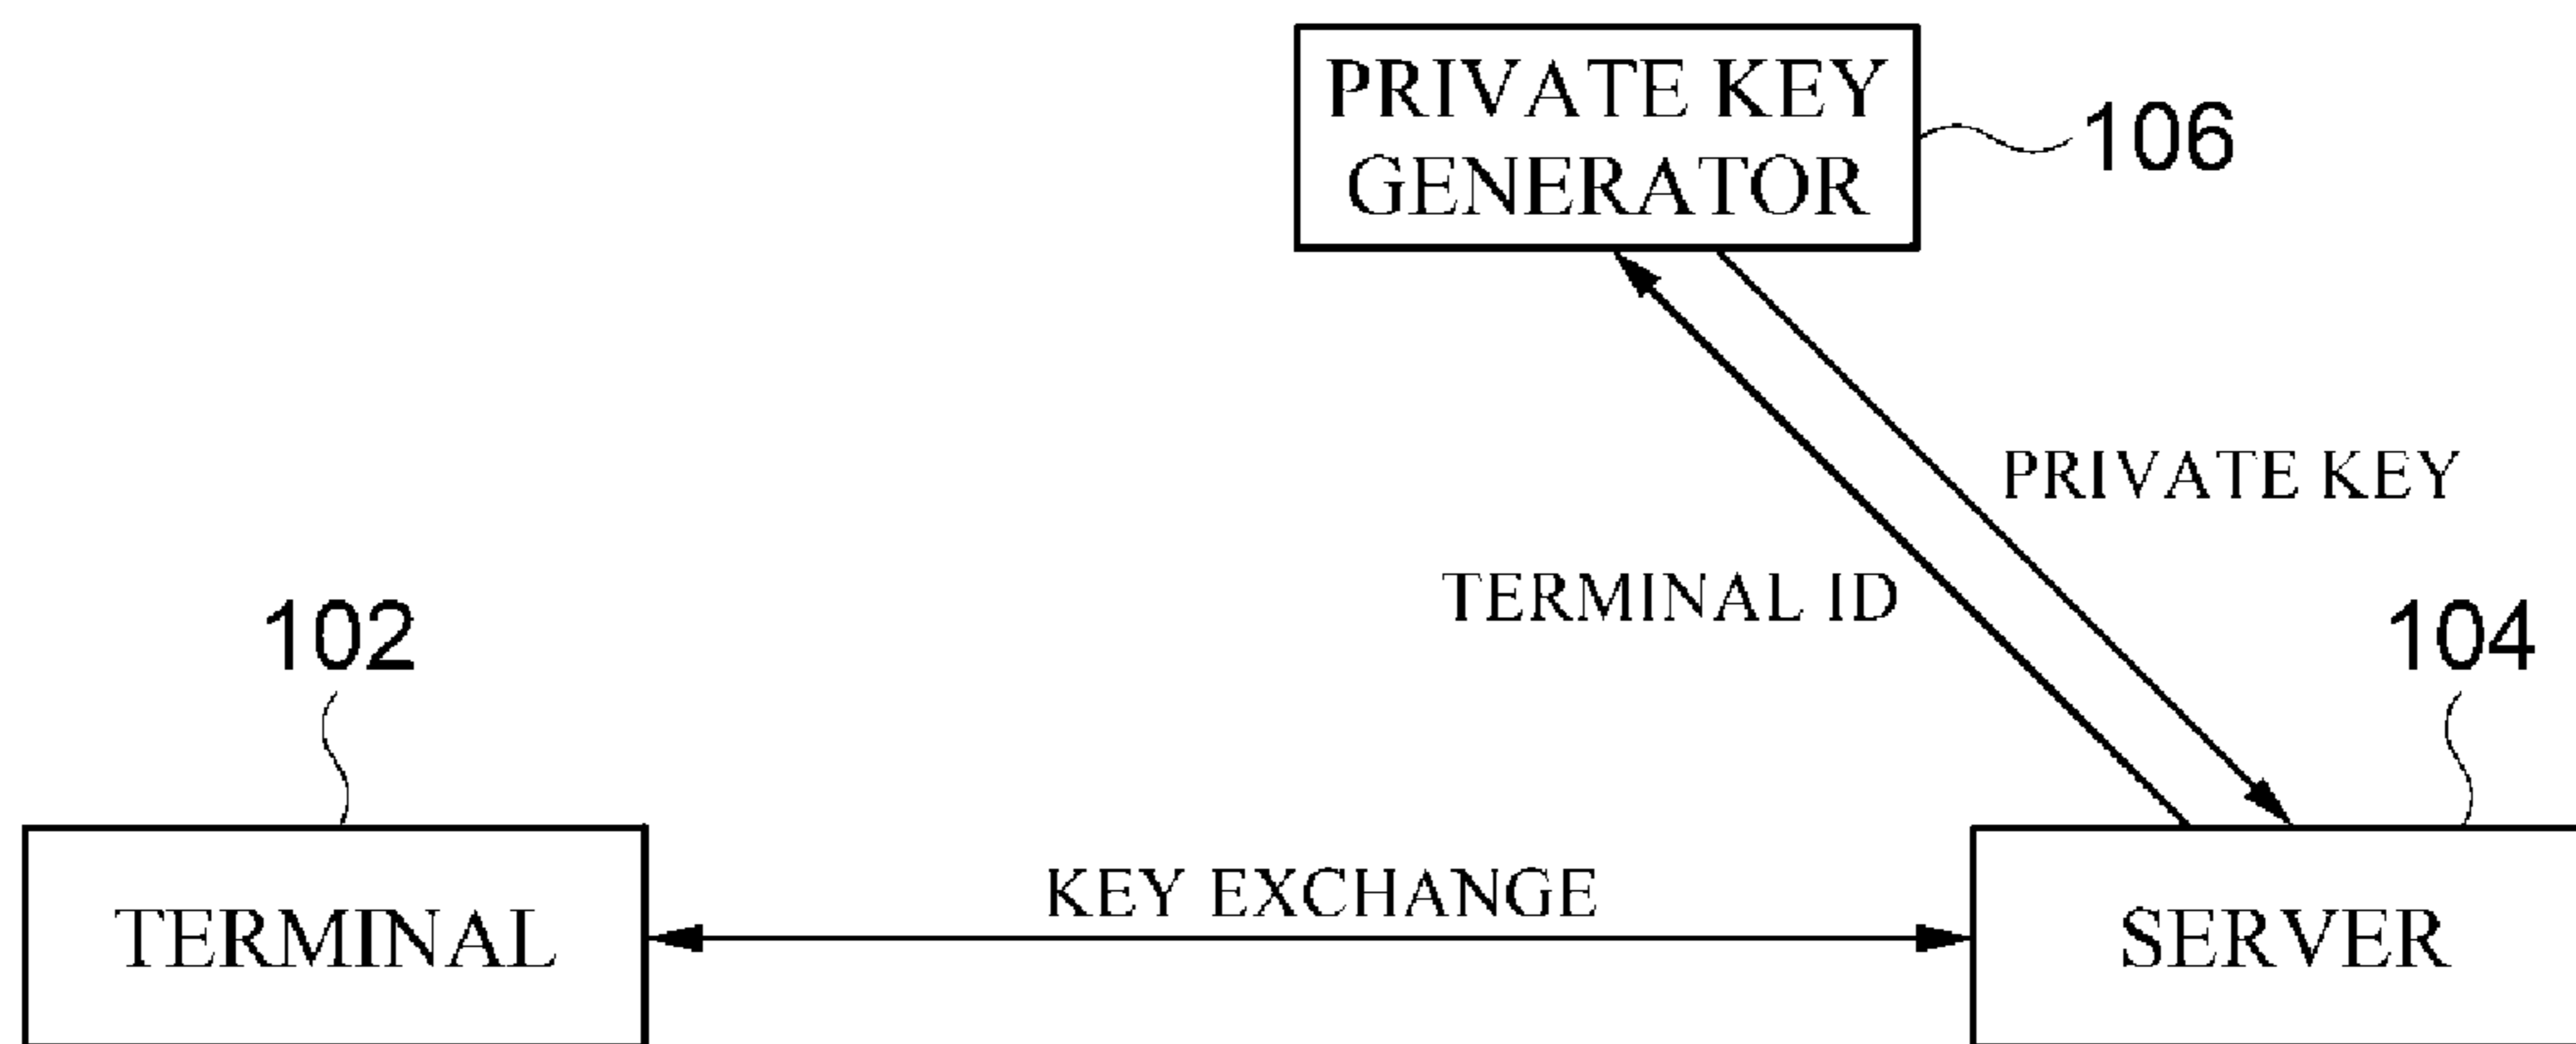 PRIVATE KEY
GENERATOR
106
PRIVATE KEY
TERMINAL ID
102
104
KEY EXCHANGE
TERMINAL
SERVER